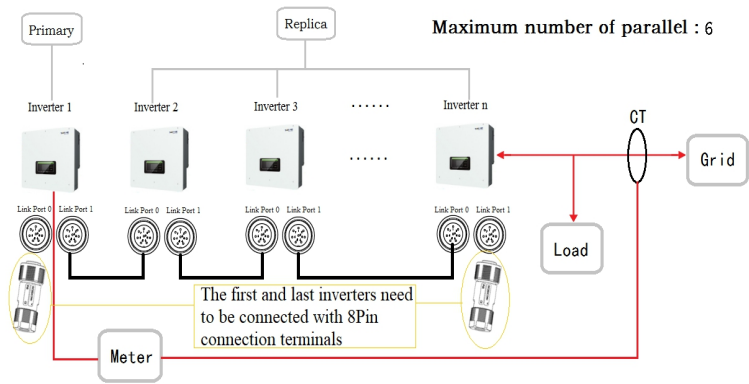 Primary
Replica
Maximum number of parallel : 6
Inverter 1
Inverter 2
Inverter 3
······
Inverter n
CT
Grid
······
Link Port 0
Link Port 1
Link Port 0
Link Port 1
Link Port 0
Link Port 1
Link Port 0
Link Port 1
Load
The first and last inverters need
to be connected with 8Pin
connection terminals
Meter